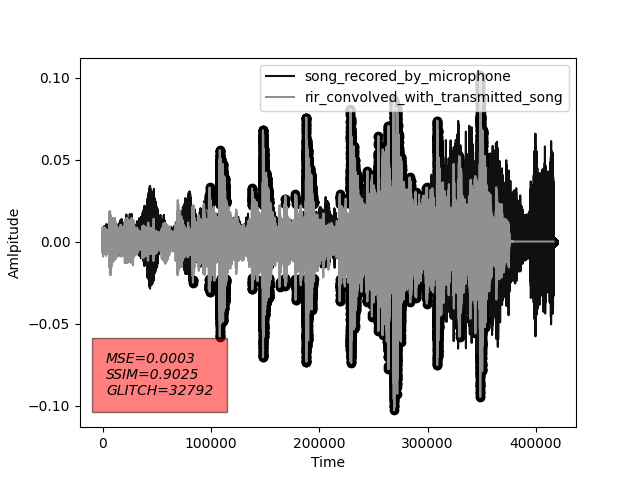 song_recored_by_microphone
rir_convolved_with_transmitted_song
0.10
0.05
0.00
−0.05
−0.10
Amlpitude
MSE=0.0003
SSIM=0.9025
GLITCH=32792
0 100000 200000 300000 400000
Time